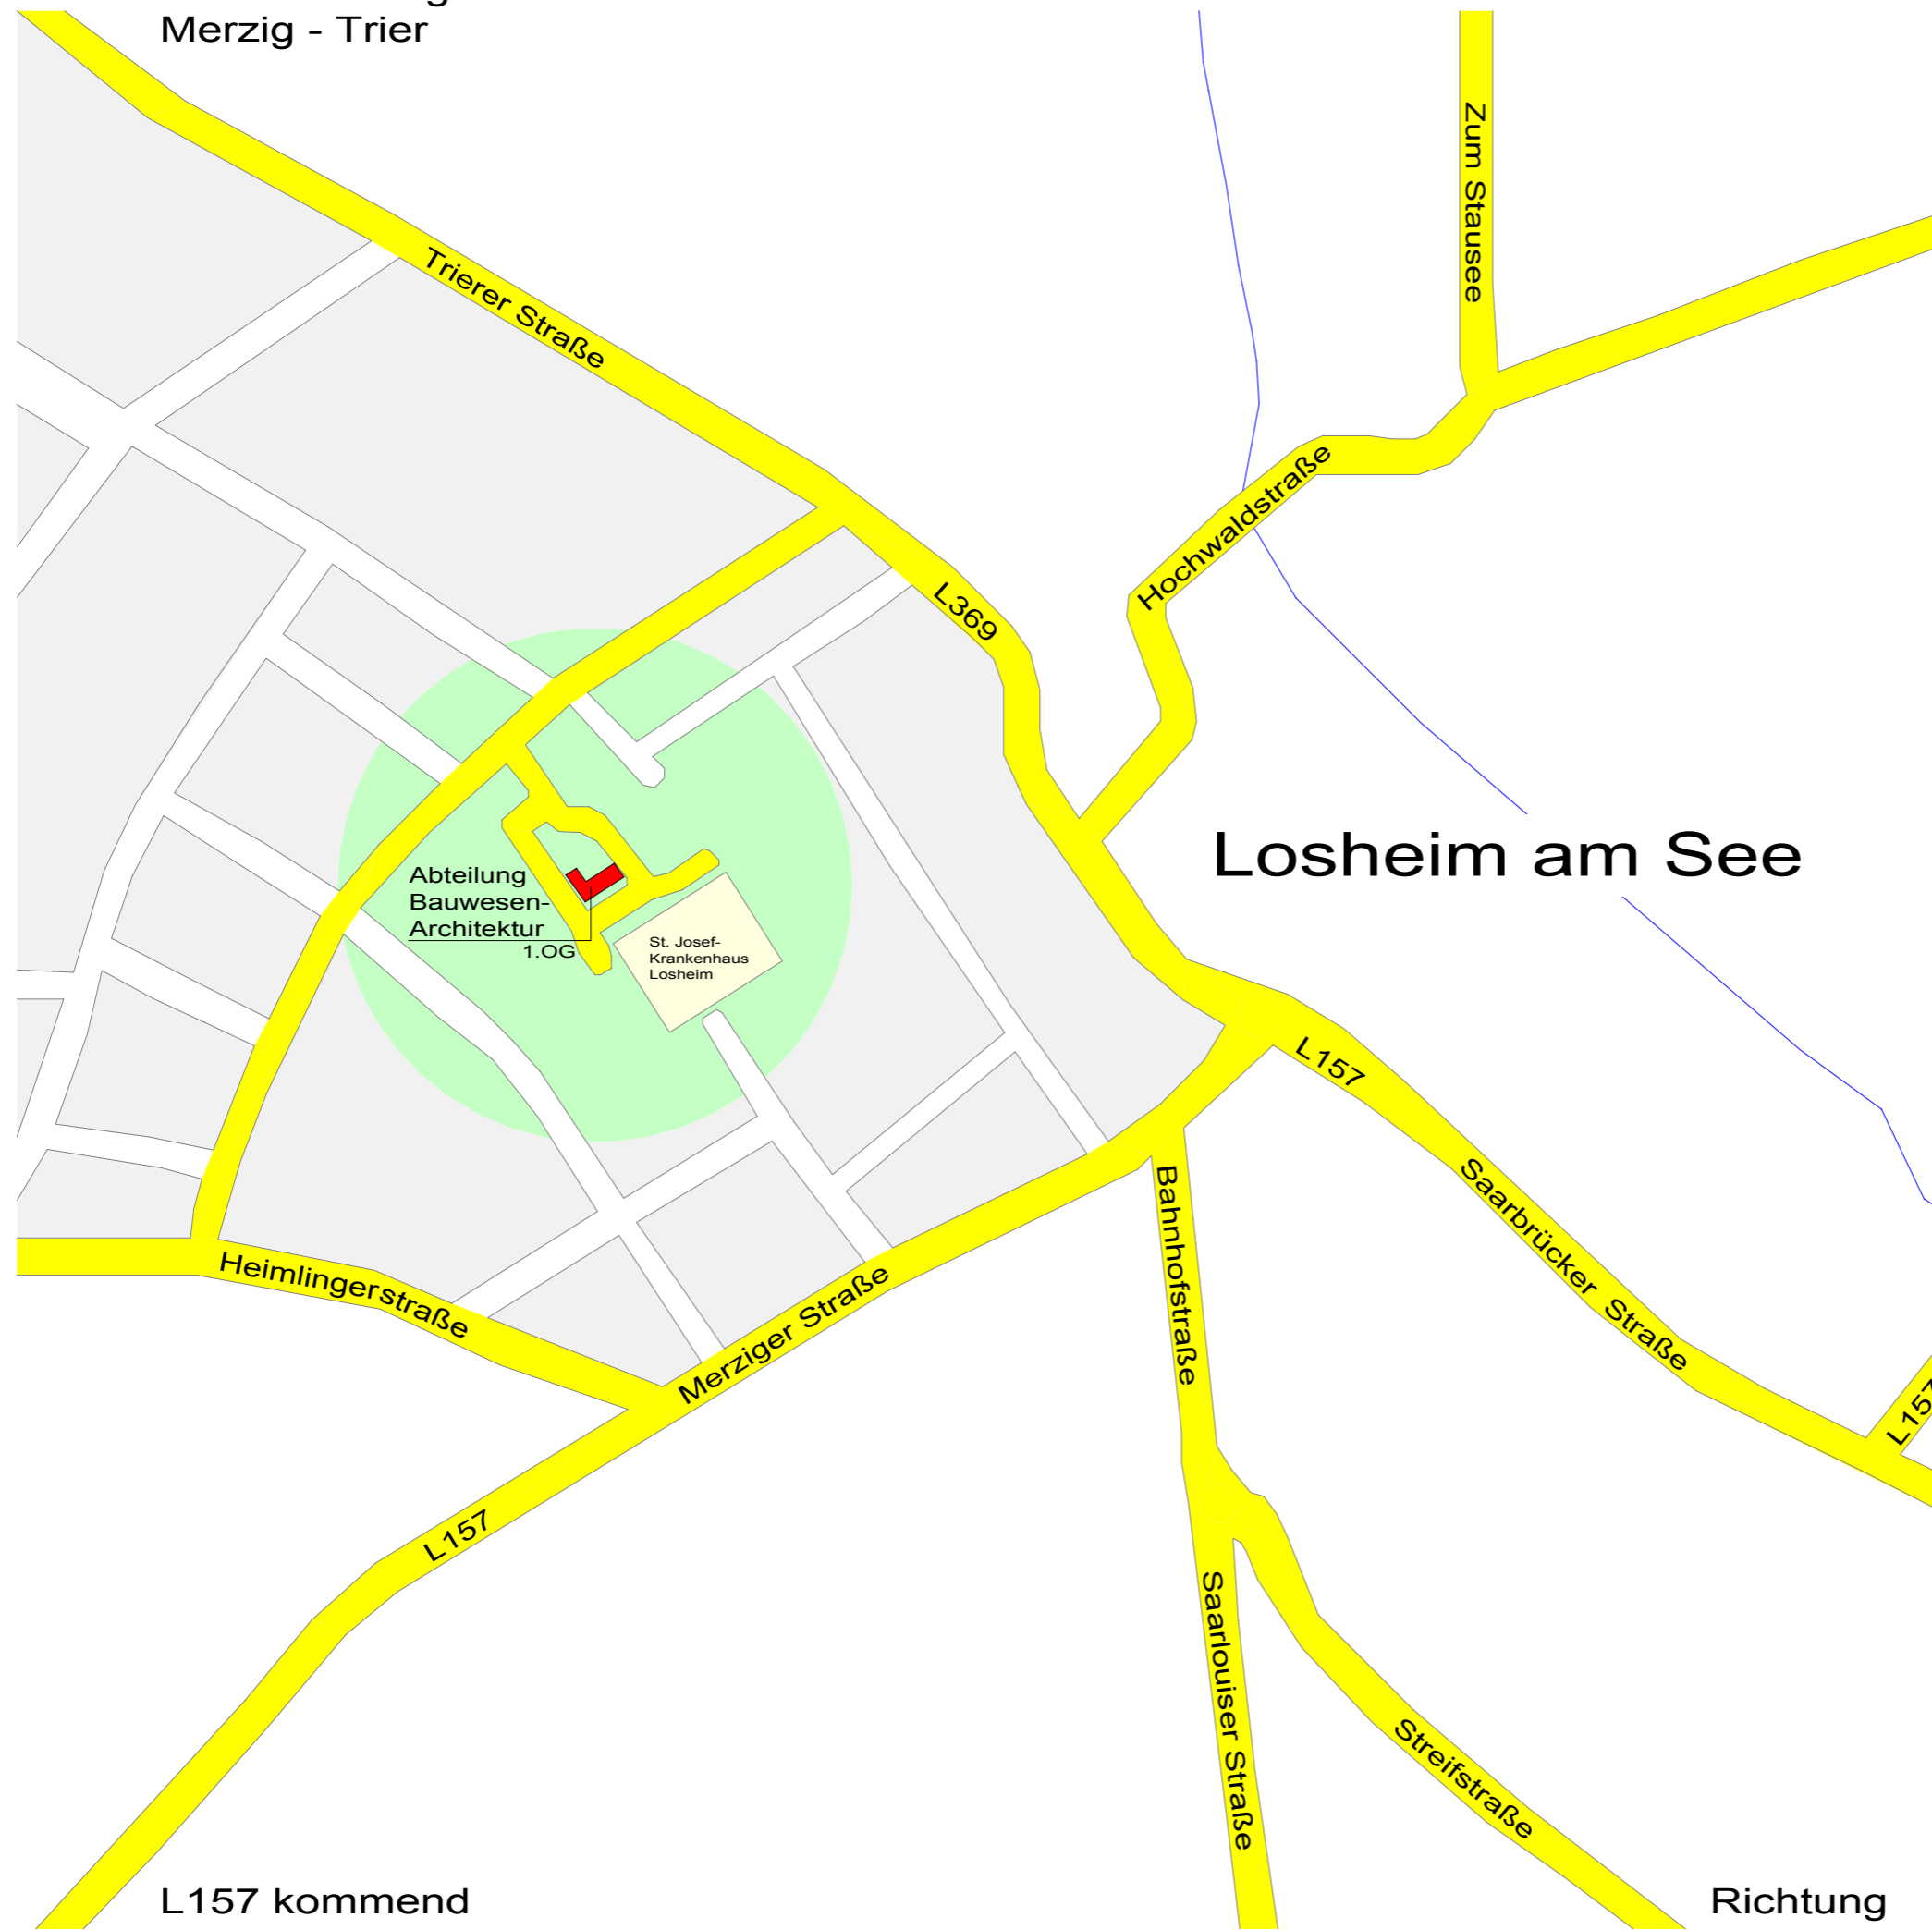 Merzig - Trier
Zum Stausee
Trierer Straße
Hochwaldstraße
L369
Losheim am See
Abteilung
Bauwesen-
Architektur
1.OG
St. Josef-
Krankenhaus
Losheim
L157
Saarbrücker Straße
Bahnhofstraße
Heimlingerstraße
Merziger Straße
L157
L157
Saarlouiser Straße
Streifstraße
L157 kommend
Richtung